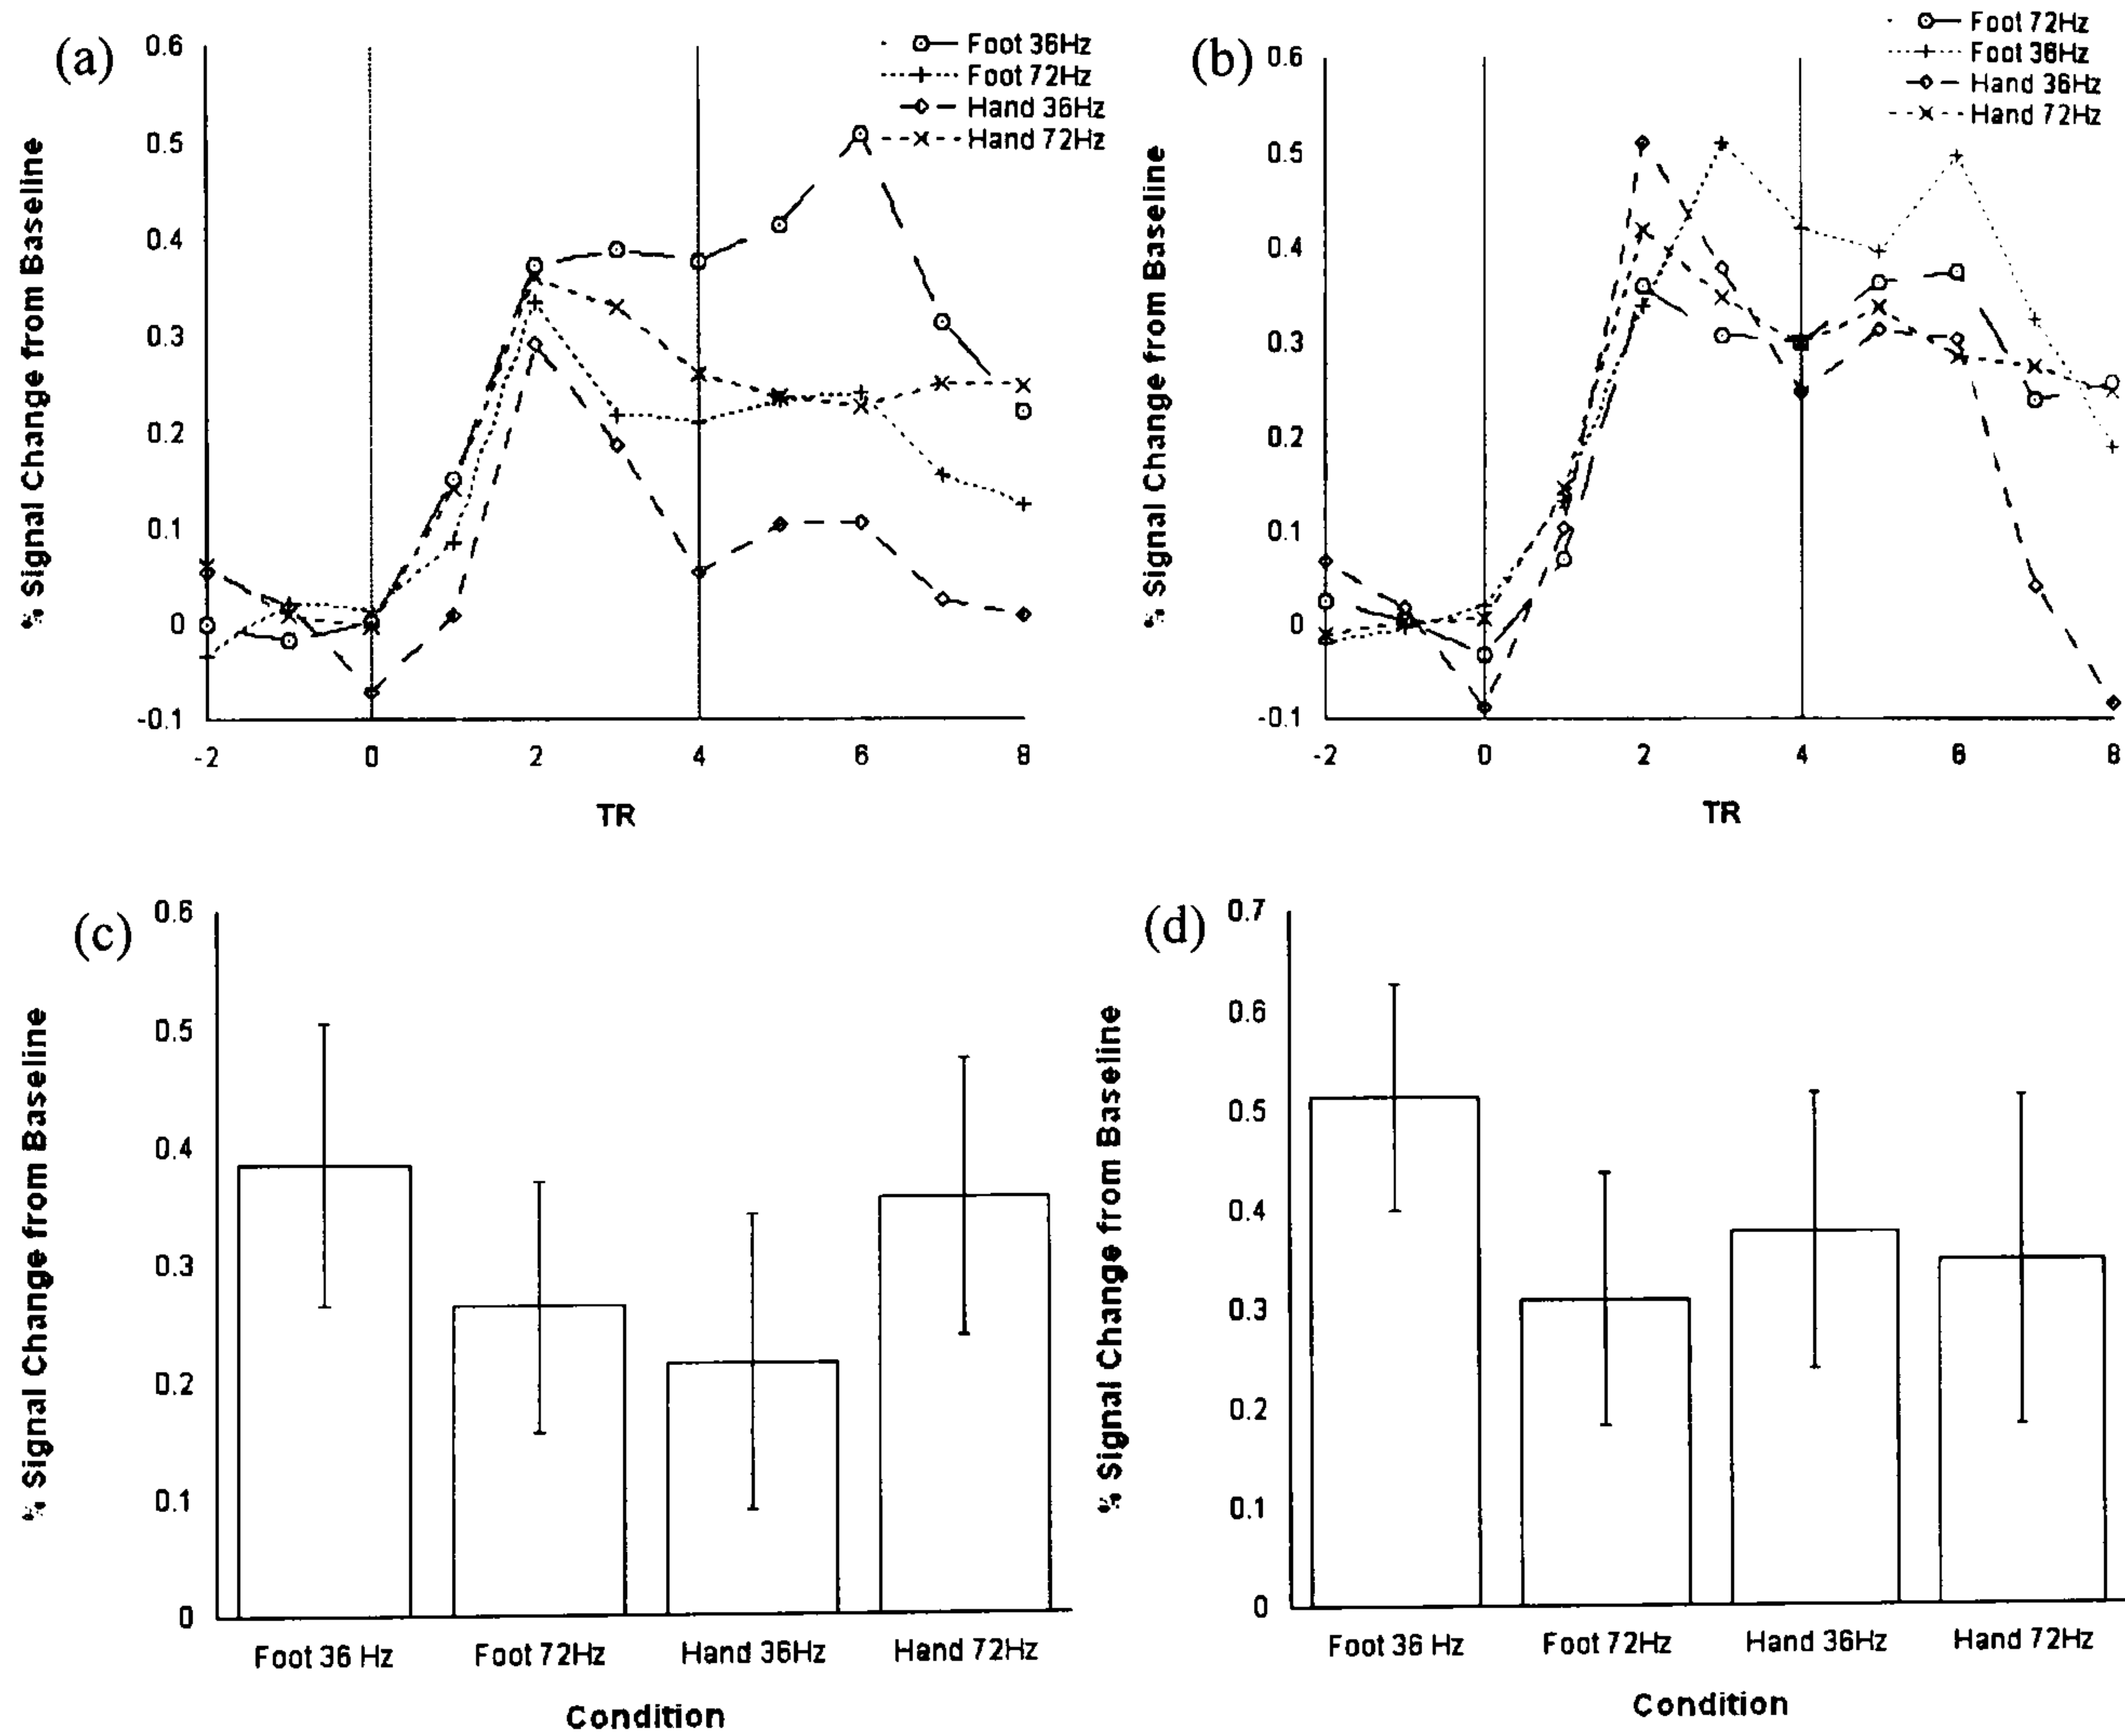 (a)
Foot 36Hz
Foot 72Hz
Hand 36Hz
Hand 72Hz
0.6
0.5
0.4
0.3
0.2
0.1
0
-0.1
% Signal Change from Baseline
-2 0 2 4 6 8
TR
(b)
Foot 72Hz
Foot 36Hz
Hand 36Hz
Hand 72Hz
0.6
0.5
0.4
0.3
0.2
0.1
0
-0.1
% Signal Change from Baseline
-2 0 2 4 6 8
TR
(c)
0.6
0.5
0.4
0.3
0.2
0.1
0
% Signal Change from Baseline
Foot 36 Hz Foot 72Hz Hand 36Hz Hand 72Hz
Condition
(d)
0.7
0.6
0.5
0.4
0.3
0.2
0.1
0
% Signal Change from Baseline
Foot 36 Hz Foot 72Hz Hand 36Hz Hand 72Hz
Condition